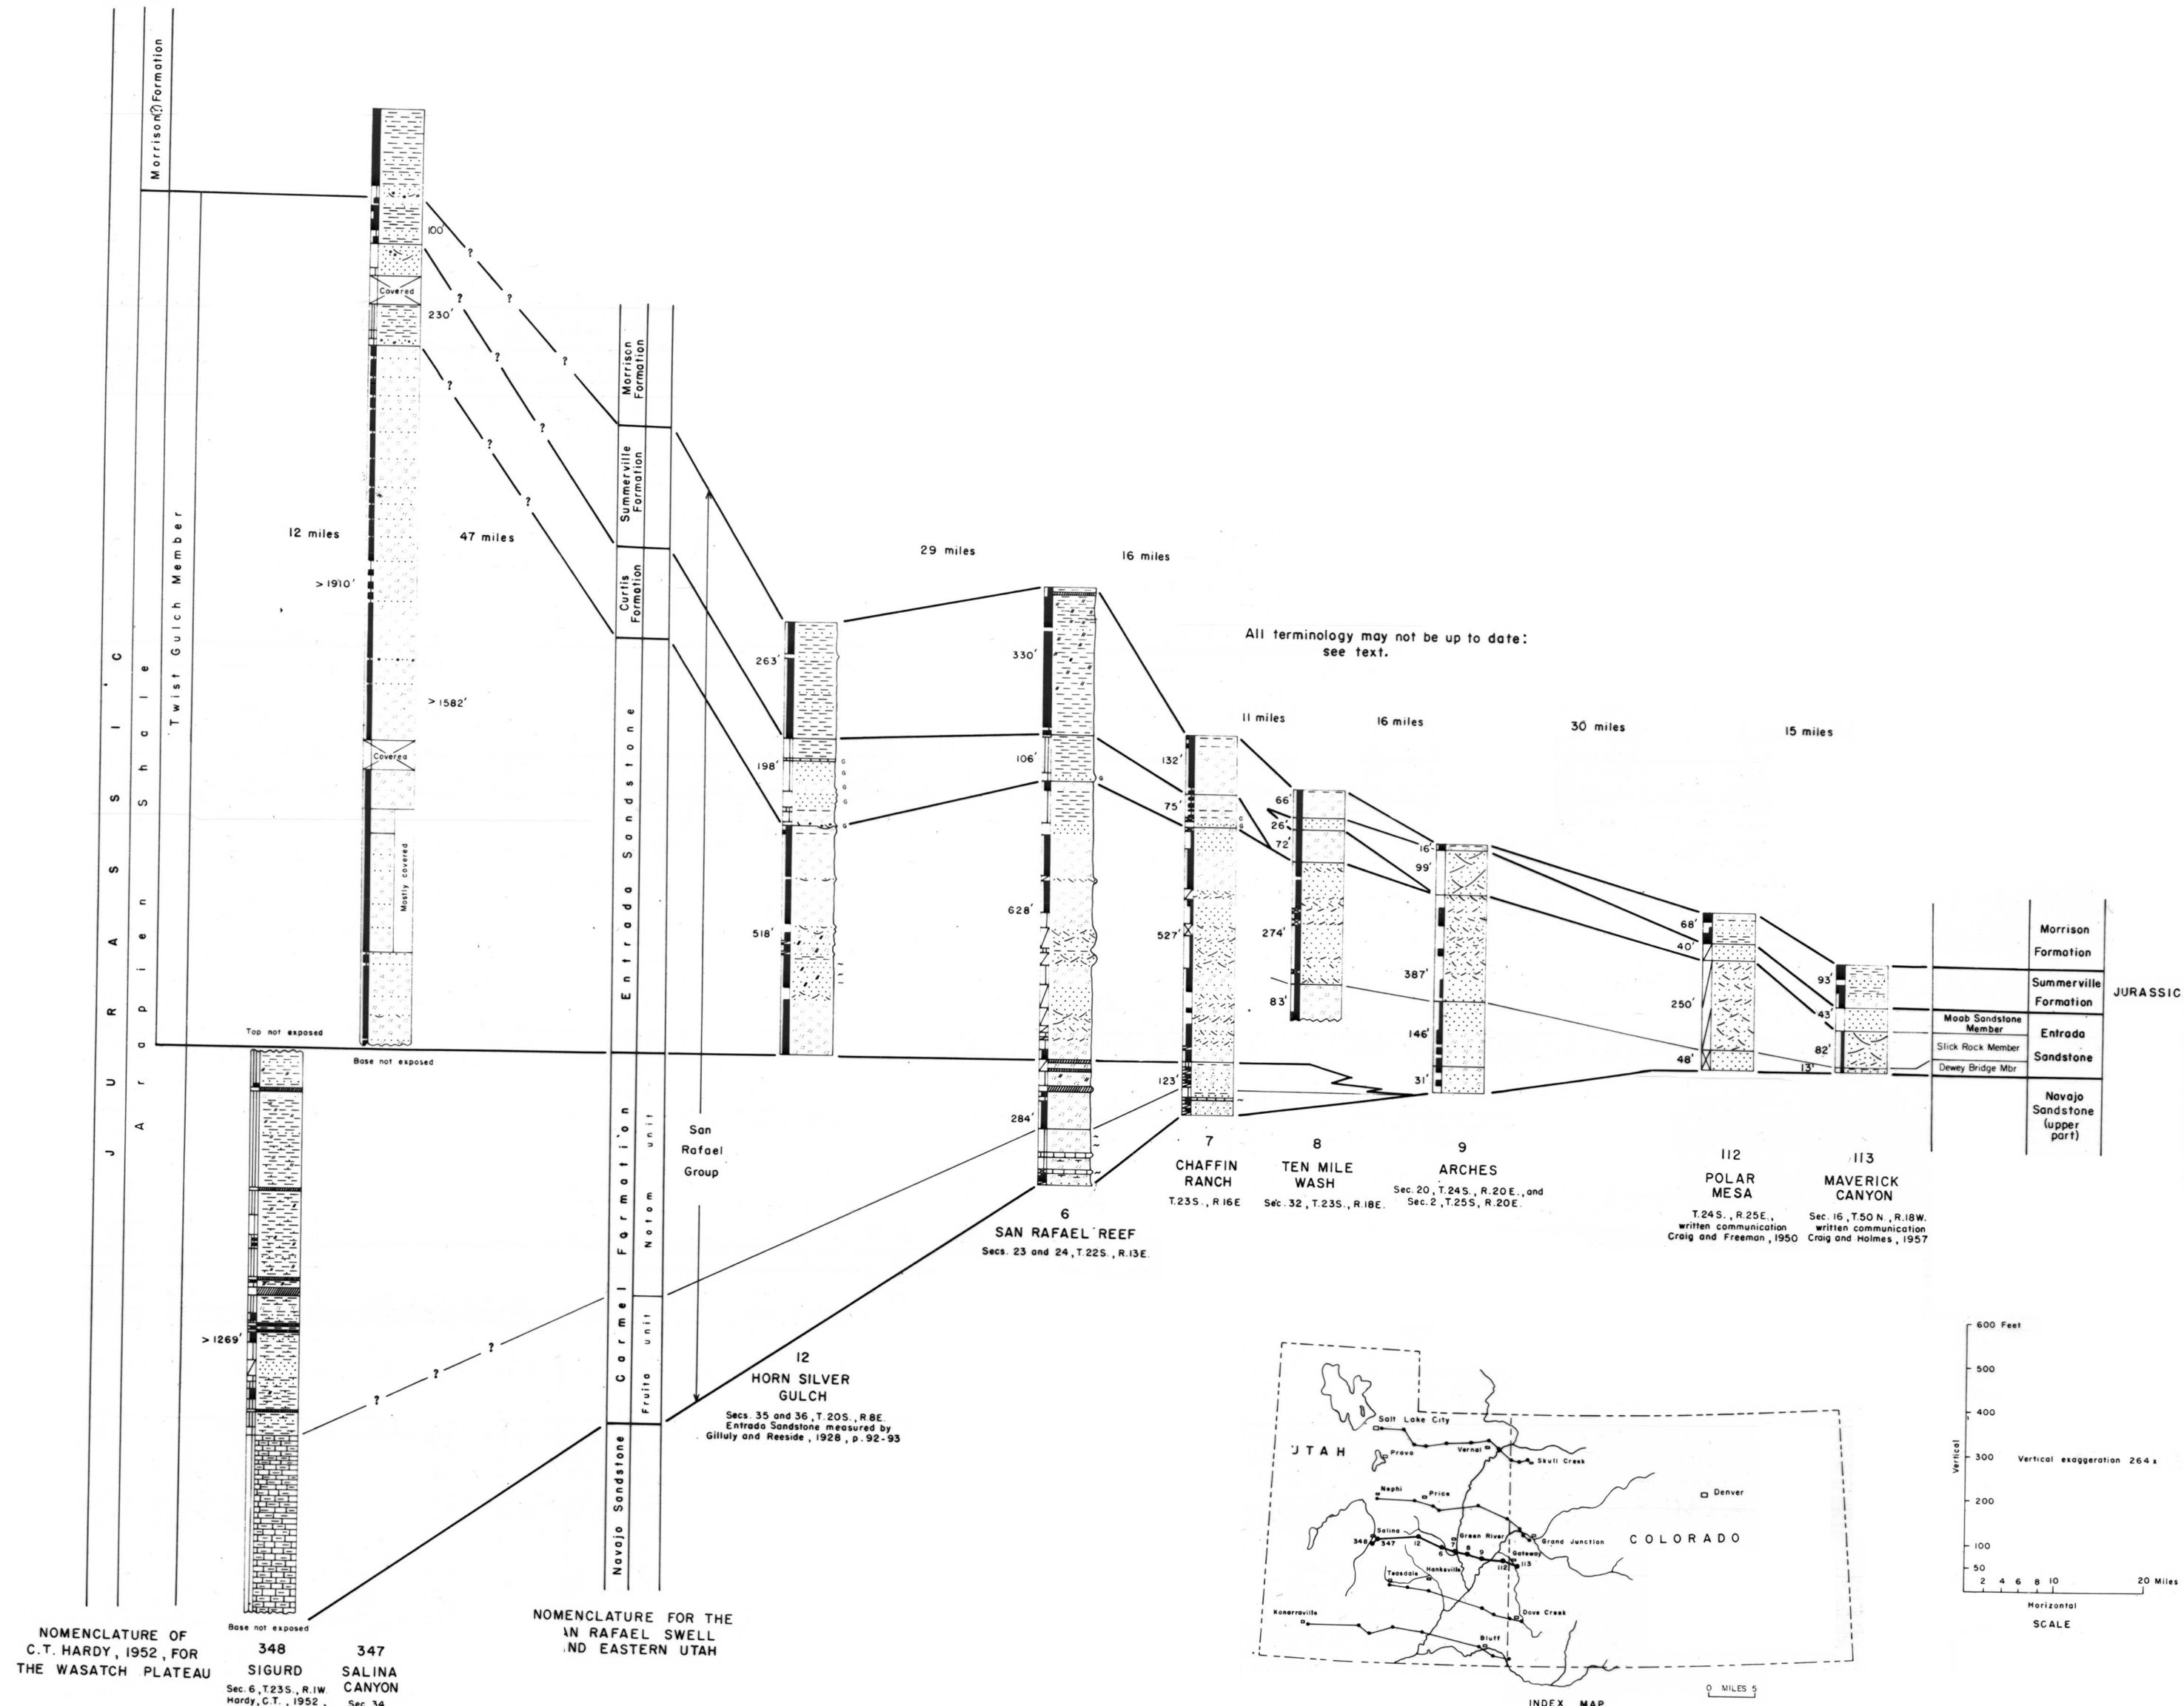 Morrison(?) Formation
JURASSIC
Arapien Shale
Twist Gulch Member
100'
Covered
230'
12 miles
47 miles
>1910'
>1582'
Covered
Mostly covered
Top not exposed
Base not exposed
>1269'
Base not exposed
?
?
?
?
?
?
?
?
?
?
?
?
?
Morrison
Formation
Summerville
Formation
Curtis
Formation
Entrada Sandstone
Carmel Formation
Notom unit
Fruita unit
Navajo Sandstone
San
Rafael
Group
29 miles
16 miles
263'
198'
518'
G
G
G
G
G
330'
106'
628'
284'
G
All terminology may not be up to date:
see text.
11 miles
16 miles
30 miles
15 miles
132'
75'
527'
123'
G
G
66'
26'
72'
274'
83'
16'
99'
387'
146'
31'
68'
40'
250'
48'
93'
43'
82'
13'
Morrison
Formation
Summerville
Formation
JURASSIC
Moab Sandstone
Member
Slick Rock Member
Dewey Bridge Mbr
Entrada
Sandstone
Navajo
Sandstone
(upper
part)
7
CHAFFIN
RANCH
T.23S., R.16E
8
TEN MILE
WASH
Sec. 32, T.23S., R.18E.
9
ARCHES
Sec. 20, T.24S., R.20E., and
Sec. 2, T.25S, R.20E.
112
POLAR
MESA
T.24S., R.25E.,
written communication
Craig and Freeman, 1950
113
MAVERICK
CANYON
Sec. 16, T.50N., R.18W.
written communication
Craig and Holmes, 1957
6
SAN RAFAEL REEF
Secs. 23 and 24, T.22S., R.13E.
12
HORN SILVER
GULCH
Secs. 35 and 36, T.20S., R.8E.
Entrada Sandstone measured by
Gilluly and Reeside, 1928, p. 92-93
NOMENCLATURE OF
C.T. HARDY, 1952, FOR
THE WASATCH PLATEAU
348
SIGURD
Sec. 6, T.23S., R.1W.
Hardy, C.T., 1952,
347
SALINA
CANYON
Sec. 34
NOMENCLATURE FOR THE
AN RAFAEL SWELL
ND EASTERN UTAH
UTAH
COLORADO
Salt Lake City
Provo
Vernal
Skull Creek
Nephi
Price
Denver
Salina
Green River
Grand Junction
348
347
12
6
7
8
9
112
113
Gateway
Teasdale
Hanksville
Dove Creek
Kanarraville
Bluff
0 MILES 5
INDEX MAP
600 Feet
500
400
300
200
100
50
Vertical
Vertical exaggeration 264x
2 4 6 8 10 20 Miles
Horizontal
SCALE